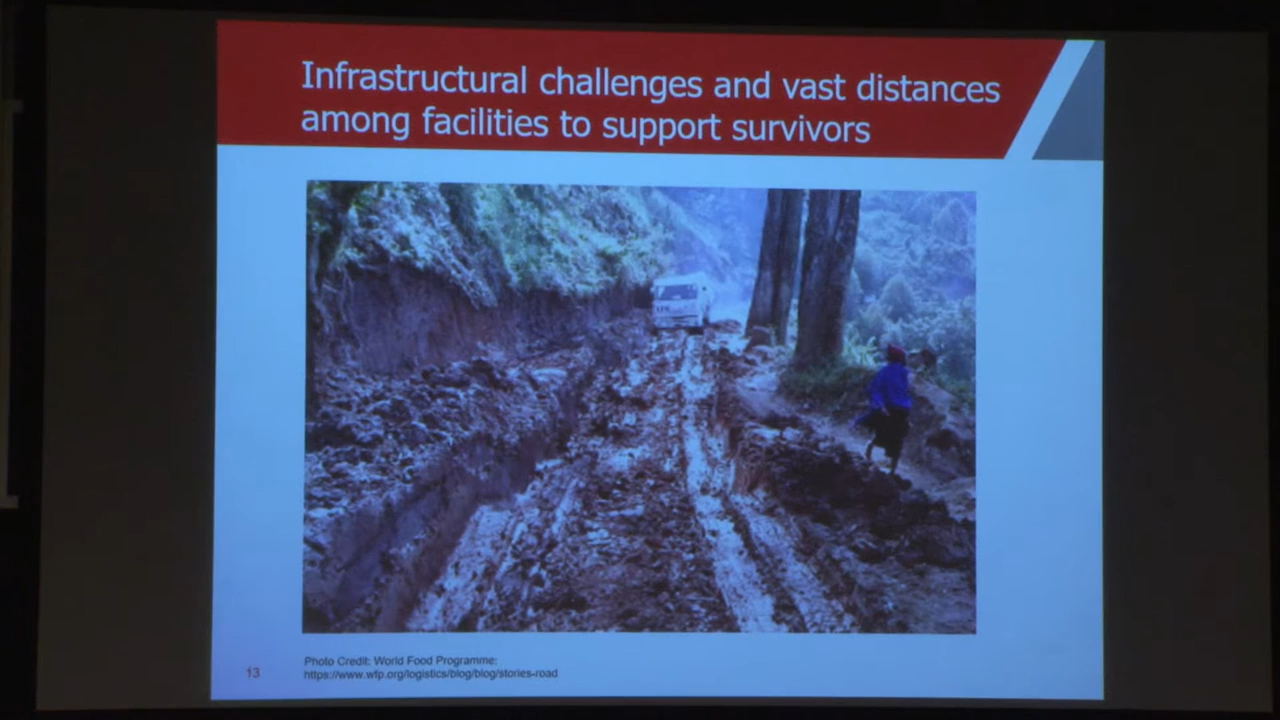 Infrastructural challenges and vast distances
among facilities to support survivors
13
Photo Credit: World Food Programme:
https://www.wfp.org/logistics/blog/blog/stories-road